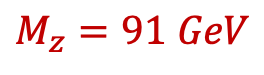 M_z = 91 GeV